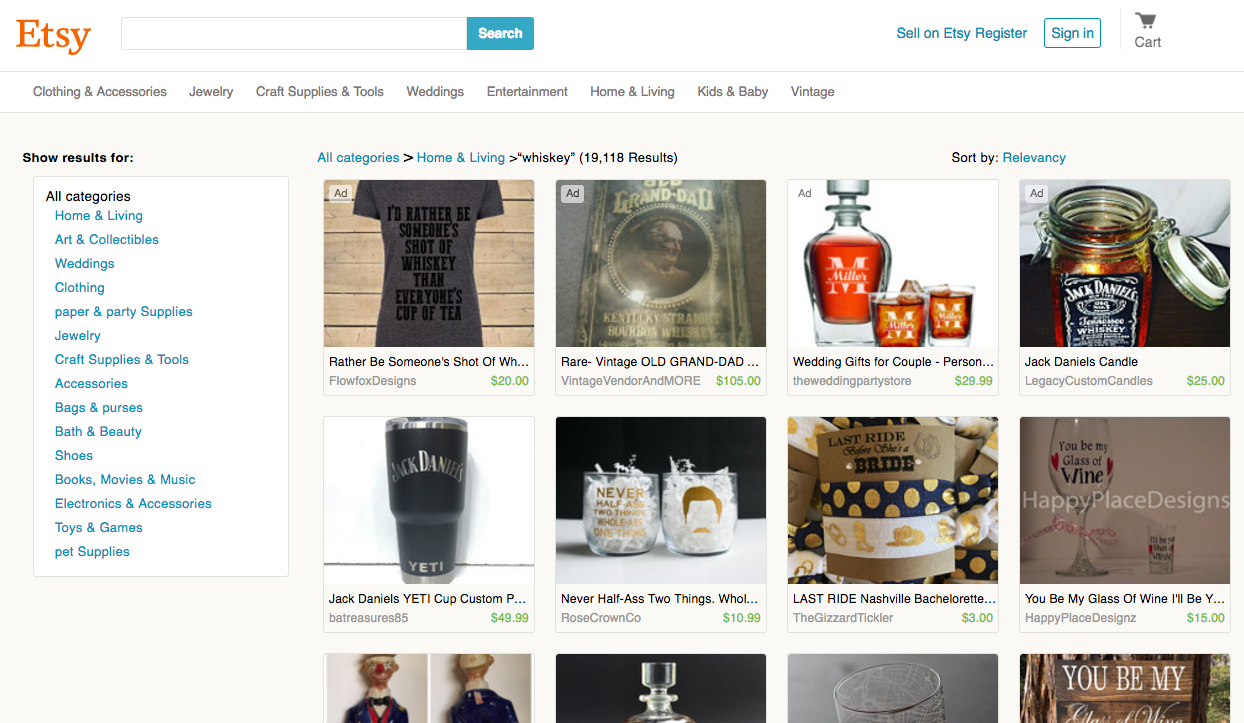 Etsy
Search
Sell on Etsy Register
Sign in
Cart
Clothing & Accessories
Jewelry
Craft Supplies & Tools
Weddings
Entertainment
Home & Living
Kids & Baby
Vintage
Show results for:
All categories > Home & Living >“whiskey” (19,118 Results)
Sort by: Relevancy
All categories
Home & Living
Art & Collectibles
Weddings
Clothing
paper & party Supplies
Jewelry
Craft Supplies & Tools
Accessories
Bags & purses
Bath & Beauty
Shoes
Books, Movies & Music
Electronics & Accessories
Toys & Games
pet Supplies
Ad
I'D RATHER BE
SOMEONE'S
SHOT OF
WHISKEY
THAN
EVERYONE'S
CUP OF TEA
Rather Be Someone's Shot Of Wh...
FlowfoxDesigns
$20.00
Ad
OLD
GRAND-DAD
KENTUCKY STRAIGHT
BOURBON WHISKEY
Rare- Vintage OLD GRAND-DAD ...
VintageVendorAndMORE
$105.00
Ad
Miller
M
Miller
M
Miller
M
Wedding Gifts for Couple - Person...
theweddingpartystore
$29.99
Ad
JACK DANIEL'S
Tennessee
WHISKEY
Jack Daniels Candle
LegacyCustomCandles
$25.00
JACK DANIEL'S
YETI
Jack Daniels YETI Cup Custom P...
batreasures85
$49.99
NEVER
HALF-ASS
TWO THINGS
WHOLE-ASS
ONE THING
Never Half-Ass Two Things. Whol...
RoseCrownCo
$10.99
LAST RIDE
Before She's a
BRIDE
LAST RIDE Nashville Bachelorette...
TheGizzardTickler
$3.00
You be my
Glass of
Wine
I'll be your
Shot of
Whiskey
HappyPlaceDesigns
You Be My Glass Of Wine I'll Be Y...
HappyPlaceDesignz
$15.00
YOU BE MY
Glass of Wine